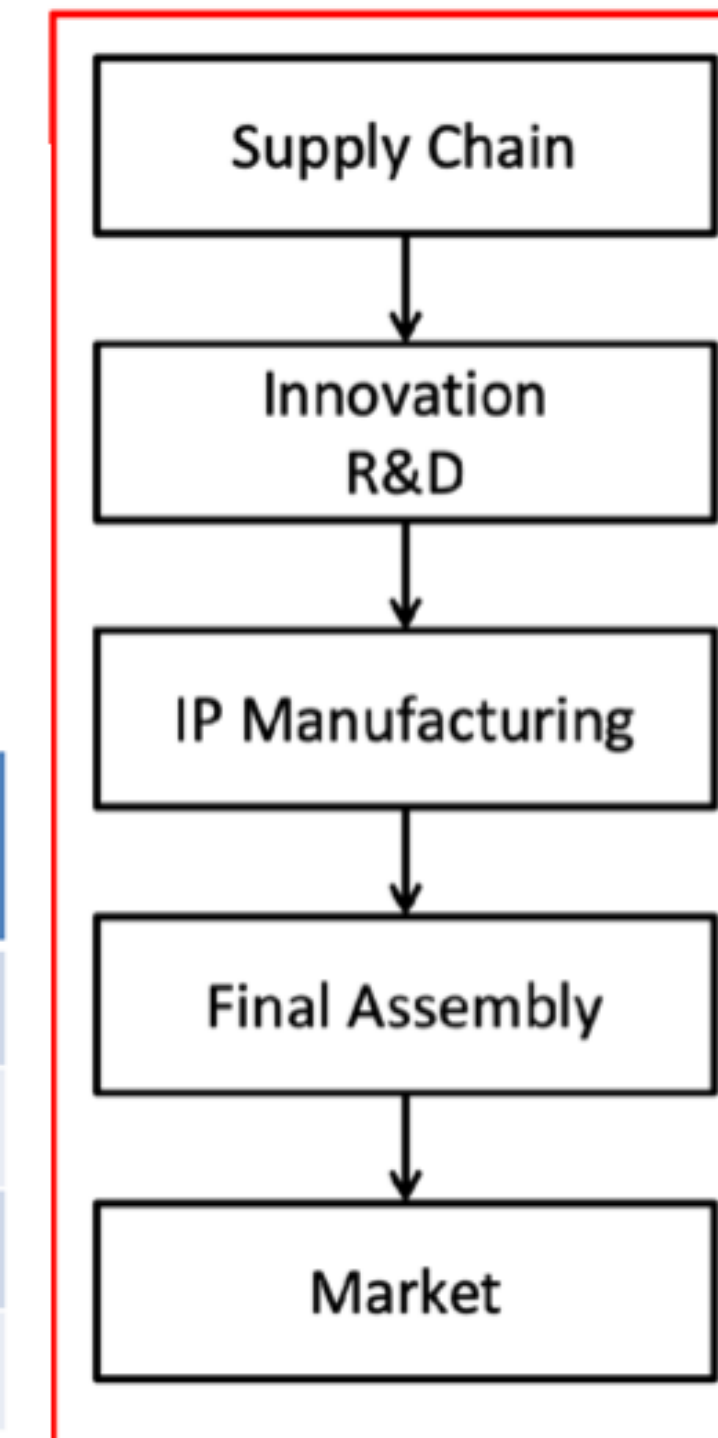 Supply Chain
Innovation
R&D
IP Manufacturing
Final Assembly
Market